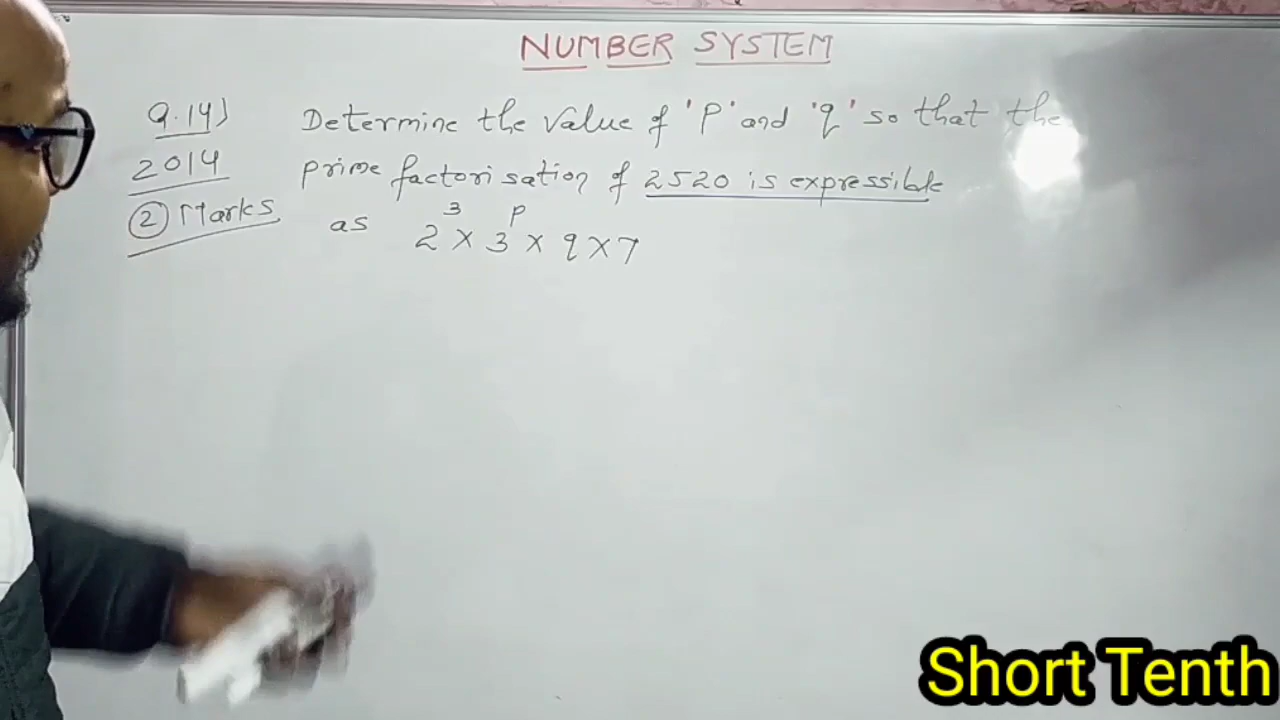 NUMBER SYSTEM
Q.14) Determine the value of 'P' and 'q' so that the
2014 prime factorisation of 2520 is expressible
② Marks as 2³ × 3ᵖ × q × 7
Short Tenth